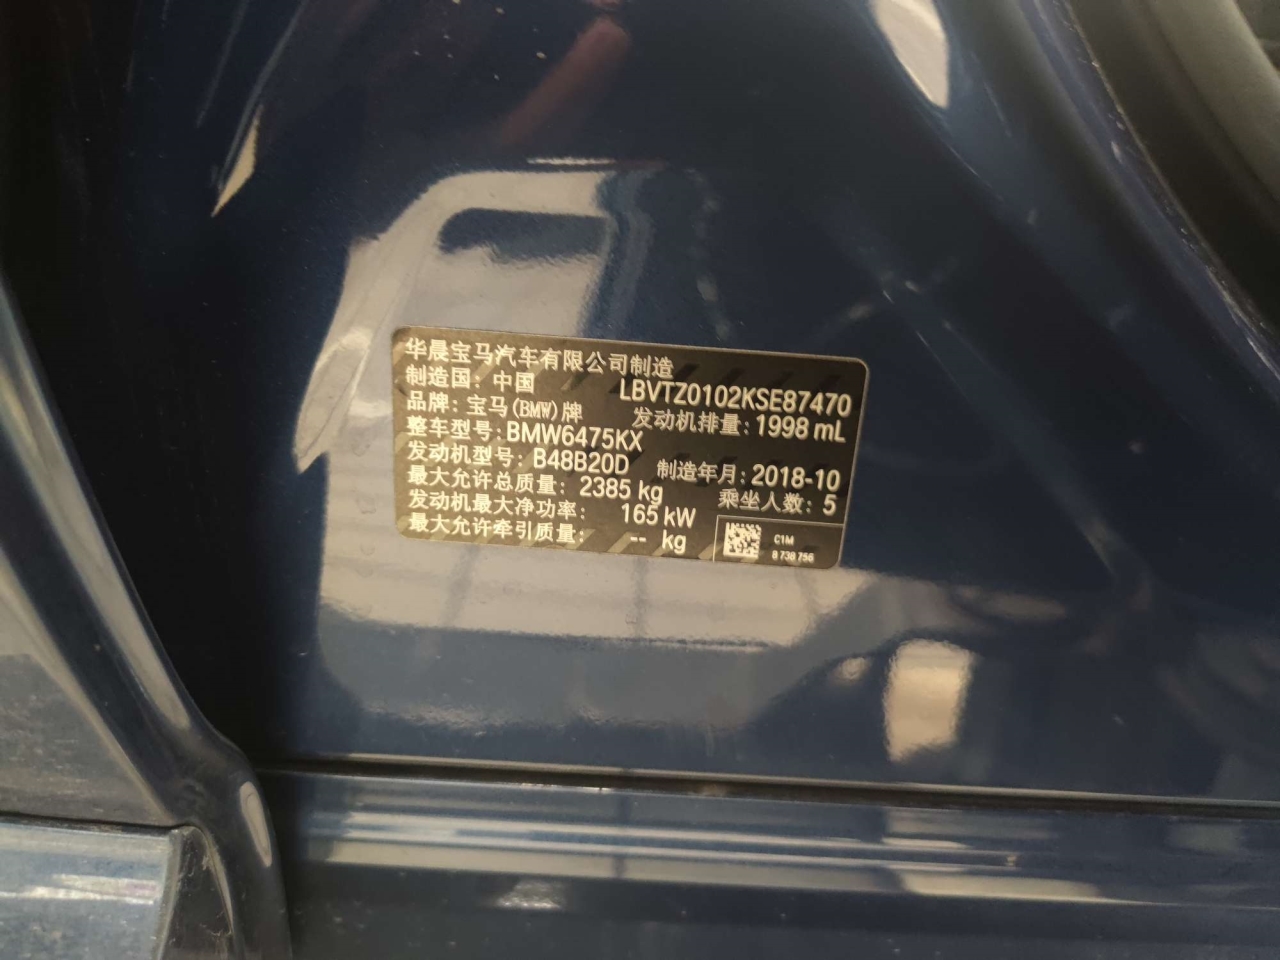 华晨宝马汽车有限公司制造
制造国: 中国 LBVTZ0102KSE87470
品牌: 宝马(BMW)牌 发动机排量: 1998 mL
整车型号: BMW6475KX
发动机型号: B48B20D 制造年月: 2018-10
最大允许总质量: 2385 kg 乘坐人数: 5
发动机最大净功率: 165 kW
最大允许牵引质量: -- kg
C1M
8 738 756